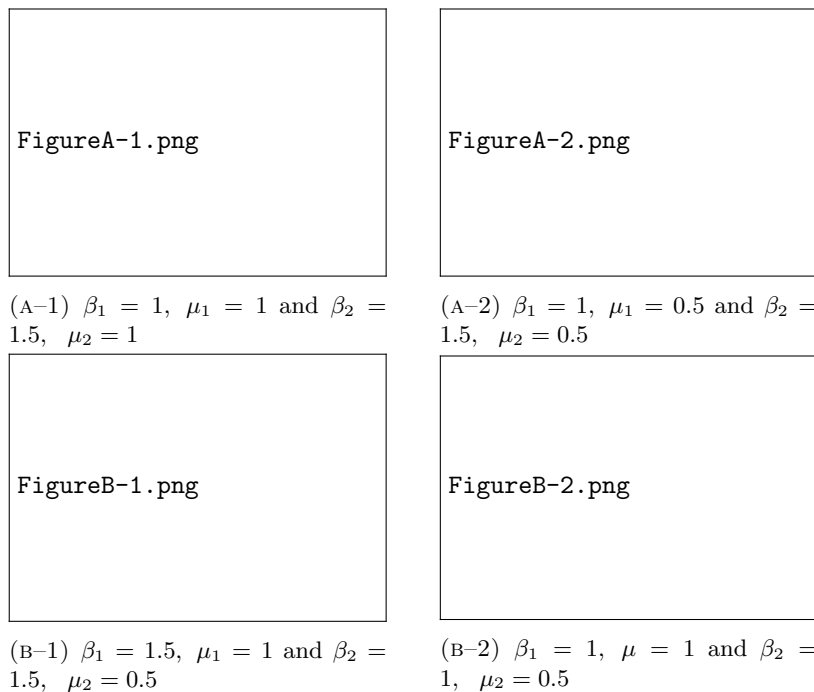 FigureA-1.png
FigureA-2.png
(A–1) β₁ = 1, μ₁ = 1 and β₂ =
1.5, μ₂ = 1
(A–2) β₁ = 1, μ₁ = 0.5 and β₂ =
1.5, μ₂ = 0.5
FigureB-1.png
FigureB-2.png
(B–1) β₁ = 1.5, μ₁ = 1 and β₂ =
1.5, μ₂ = 0.5
(B–2) β₁ = 1, μ = 1 and β₂ =
1, μ₂ = 0.5